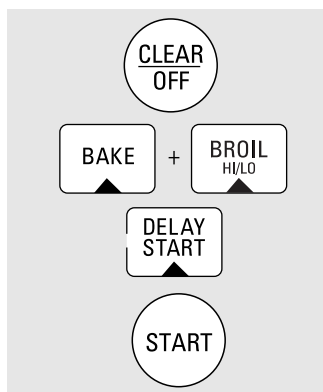 CLEAR
OFF
BAKE + BROIL
HI/LO
DELAY
START
START